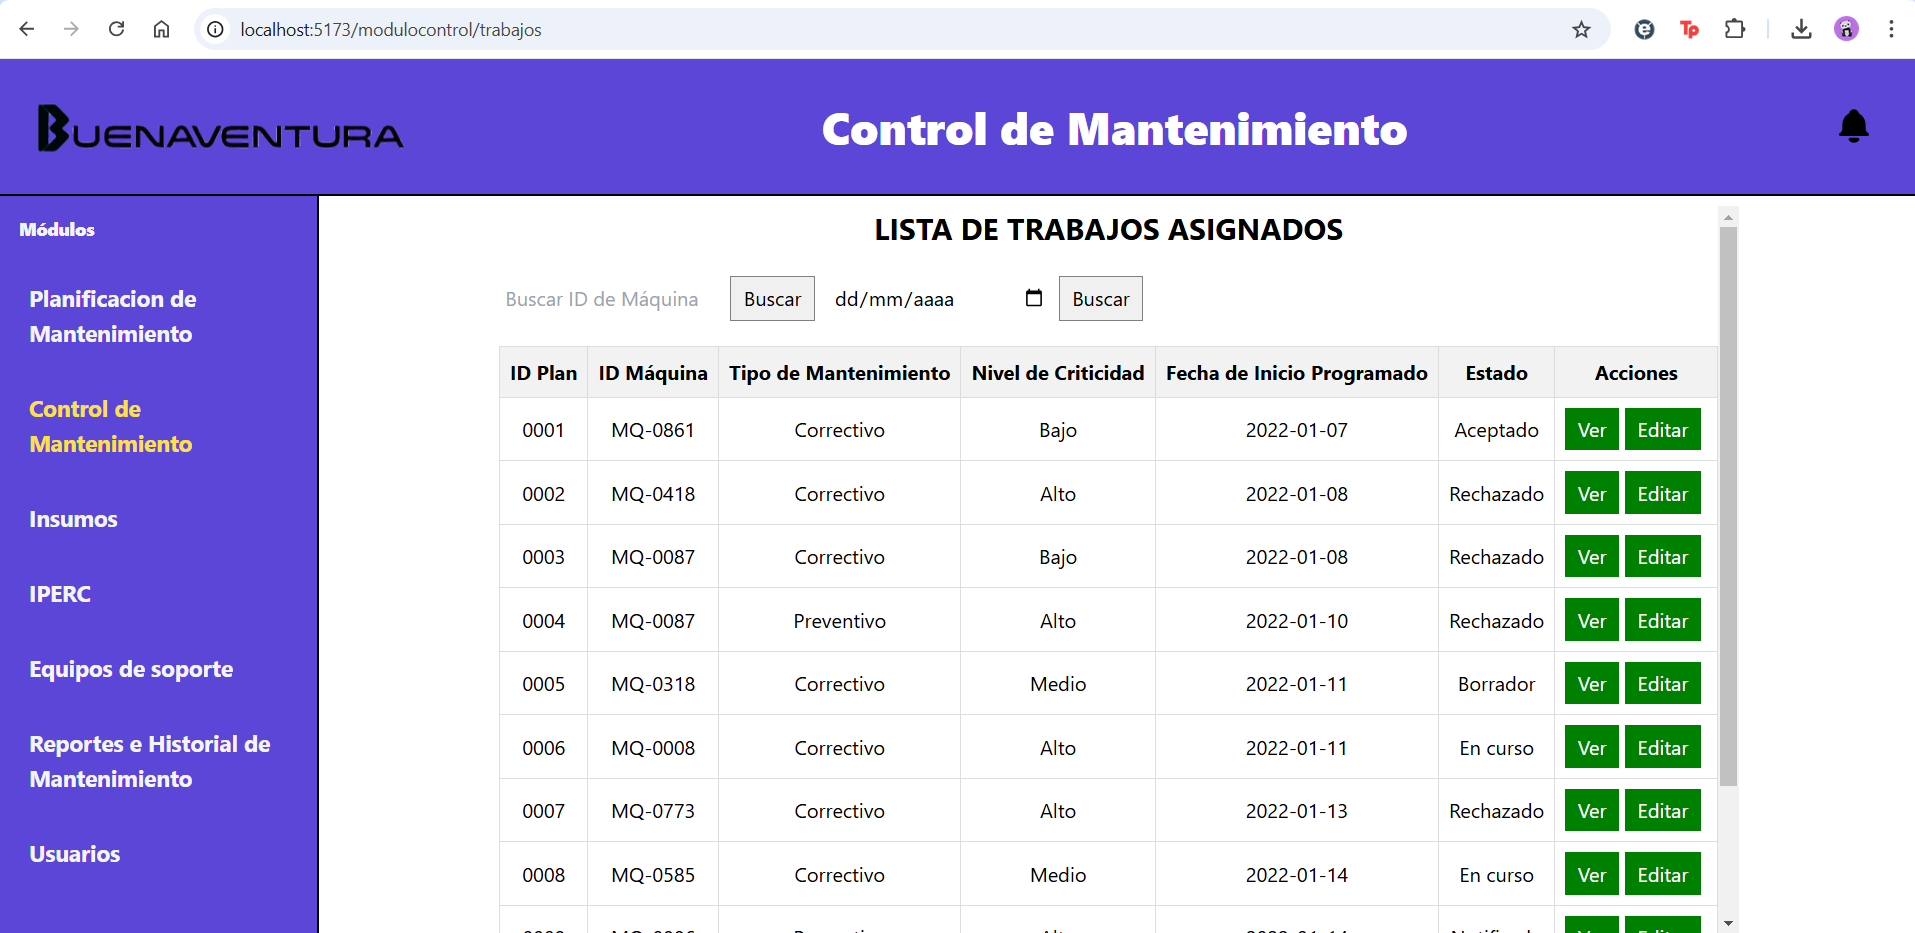 localhost:5173/modulocontrol/trabajos
BUENAVENTURA
Control de Mantenimiento
Módulos
Planificacion de
Mantenimiento
Control de
Mantenimiento
Insumos
IPERC
Equipos de soporte
Reportes e Historial de
Mantenimiento
Usuarios
LISTA DE TRABAJOS ASIGNADOS
Buscar ID de Máquina Buscar dd/mm/aaaa Buscar
ID Plan ID Máquina Tipo de Mantenimiento Nivel de Criticidad Fecha de Inicio Programado Estado Acciones
0001 MQ-0861 Correctivo Bajo 2022-01-07 Aceptado Ver Editar
0002 MQ-0418 Correctivo Alto 2022-01-08 Rechazado Ver Editar
0003 MQ-0087 Correctivo Bajo 2022-01-08 Rechazado Ver Editar
0004 MQ-0087 Preventivo Alto 2022-01-10 Rechazado Ver Editar
0005 MQ-0318 Correctivo Medio 2022-01-11 Borrador Ver Editar
0006 MQ-0008 Correctivo Alto 2022-01-11 En curso Ver Editar
0007 MQ-0773 Correctivo Alto 2022-01-13 Rechazado Ver Editar
0008 MQ-0585 Correctivo Medio 2022-01-14 En curso Ver Editar